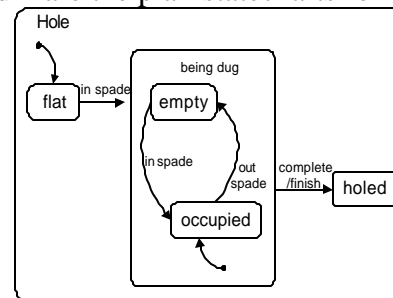 Hole
being dug
flat
in spade
empty
in spade
out
spade
complete
/finish
holed
occupied